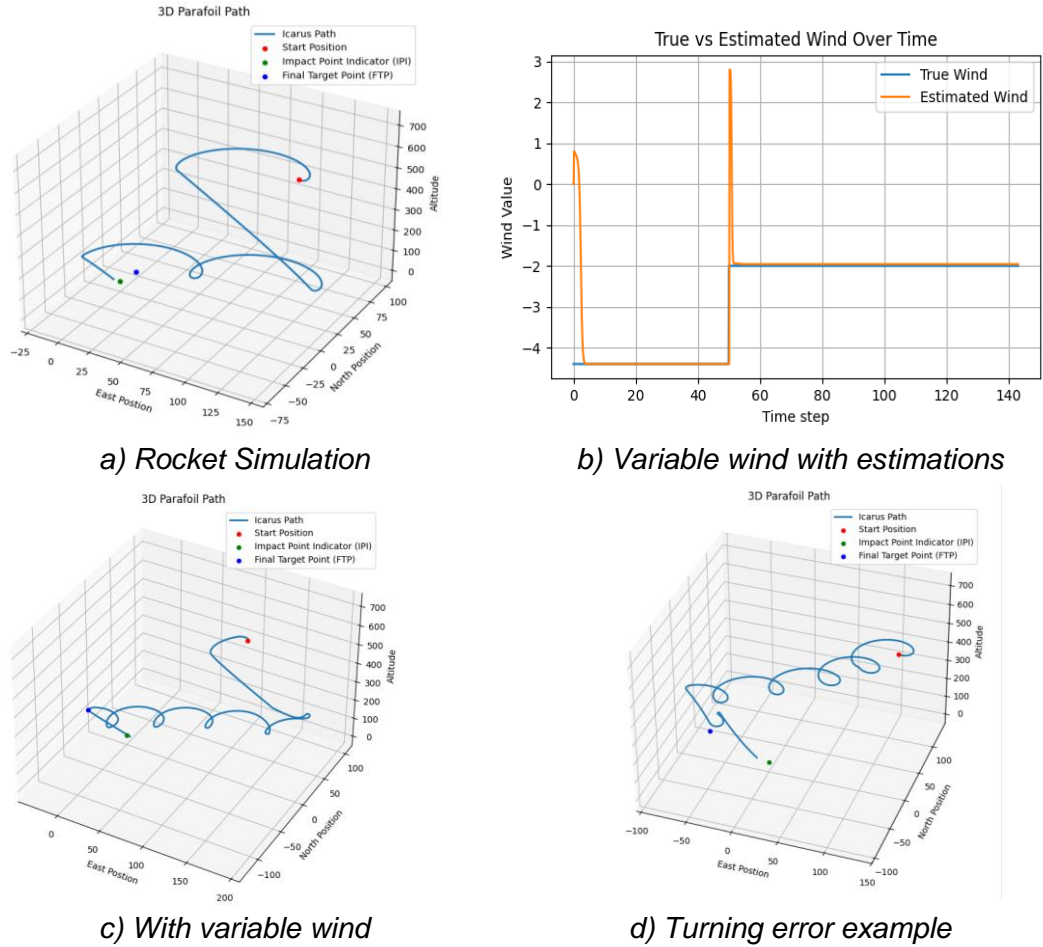 3D Parafoil Path
Icarus Path
Start Position
Impact Point Indicator (IPI)
Final Target Point (FTP)
700
600
500
400
300
200
100
0
Altitude
100
75
50
25
0
−25
−50
−75
North Position
−25
0
25
50
75
100
125
150
East Postion
a) Rocket Simulation
True vs Estimated Wind Over Time
True Wind
Estimated Wind
3
2
1
0
−1
−2
−3
−4
Wind Value
0
20
40
60
80
100
120
140
Time step
b) Variable wind with estimations
3D Parafoil Path
Icarus Path
Start Position
Impact Point Indicator (IPI)
Final Target Point (FTP)
700
600
500
400
300
200
100
0
Altitude
100
50
0
−50
−100
North Position
0
50
100
150
200
East Postion
c) With variable wind
3D Parafoil Path
Icarus Path
Start Position
Impact Point Indicator (IPI)
Final Target Point (FTP)
700
600
500
400
300
200
100
0
Altitude
100
50
0
−50
−100
North Position
−100
−50
0
50
100
150
East Postion
d) Turning error example